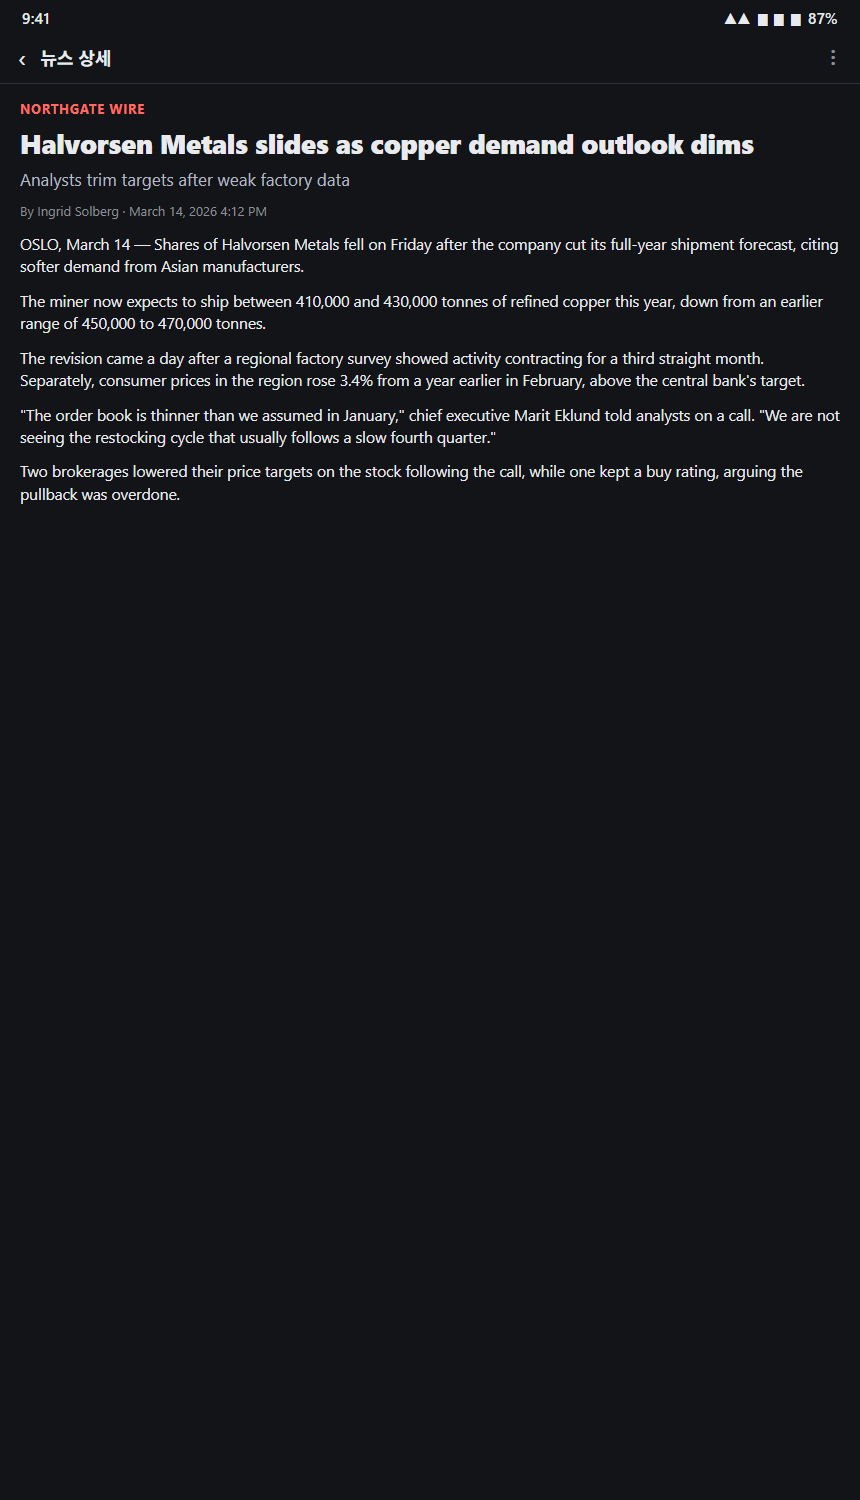 9:41
87%
뉴스 상세
NORTHGATE WIRE
Halvorsen Metals slides as copper demand outlook dims
Analysts trim targets after weak factory data
By Ingrid Solberg · March 14, 2026 4:12 PM
OSLO, March 14 — Shares of Halvorsen Metals fell on Friday after the company cut its full-year shipment forecast, citing
softer demand from Asian manufacturers.
The miner now expects to ship between 410,000 and 430,000 tonnes of refined copper this year, down from an earlier
range of 450,000 to 470,000 tonnes.
The revision came a day after a regional factory survey showed activity contracting for a third straight month.
Separately, consumer prices in the region rose 3.4% from a year earlier in February, above the central bank's target.
"The order book is thinner than we assumed in January," chief executive Marit Eklund told analysts on a call. "We are not
seeing the restocking cycle that usually follows a slow fourth quarter."
Two brokerages lowered their price targets on the stock following the call, while one kept a buy rating, arguing the
pullback was overdone.